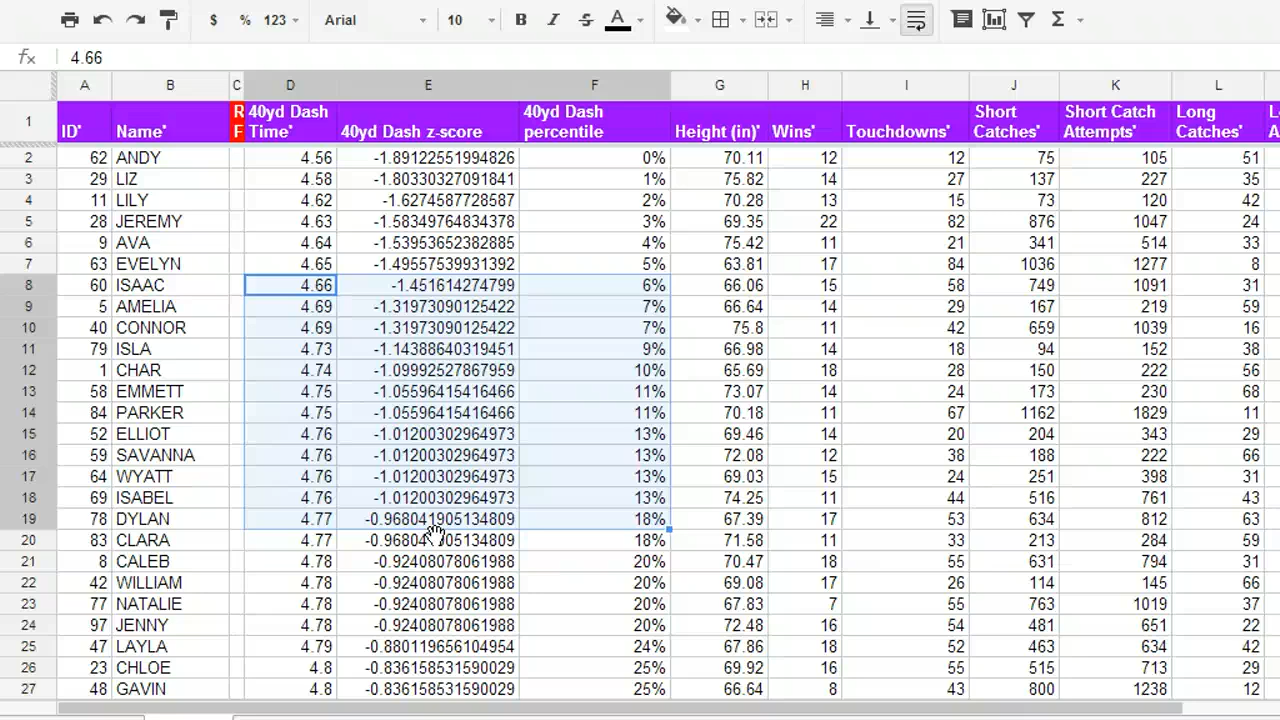 $ % 123 Arial 10 B I A Σ
fx 4.66
A B C D E F G H I J K L
1 ID* Name* R F 40yd Dash Time* 40yd Dash z-score 40yd Dash percentile Height (in)* Wins* Touchdowns* Short Catches* Short Catch Attempts* Long Catches*
2 62 ANDY 4.56 -1.89122551994826 0% 70.11 12 12 75 105 51
3 29 LIZ 4.58 -1.80330327091841 1% 75.82 14 27 137 227 35
4 11 LILY 4.62 -1.6274587728587 2% 70.28 13 15 73 120 42
5 28 JEREMY 4.63 -1.58349764834378 3% 69.35 22 82 876 1047 24
6 9 AVA 4.64 -1.53953652382885 4% 75.42 11 21 341 514 33
7 63 EVELYN 4.65 -1.49557539931392 5% 63.81 17 84 1036 1277 8
8 60 ISAAC 4.66 -1.451614274799 6% 66.06 15 58 749 1091 31
9 5 AMELIA 4.69 -1.31973090125422 7% 66.64 14 29 167 219 59
10 40 CONNOR 4.69 -1.31973090125422 7% 75.8 11 42 659 1039 16
11 79 ISLA 4.73 -1.14388640319451 9% 66.98 14 18 94 152 38
12 1 CHAR 4.74 -1.09992527867959 10% 65.69 18 28 150 222 56
13 58 EMMETT 4.75 -1.05596415416466 11% 73.07 14 24 173 230 68
14 84 PARKER 4.75 -1.05596415416466 11% 70.18 11 67 1162 1829 11
15 52 ELLIOT 4.76 -1.01200302964973 13% 69.46 14 20 204 343 29
16 59 SAVANNA 4.76 -1.01200302964973 13% 72.08 12 38 188 222 66
17 64 WYATT 4.76 -1.01200302964973 13% 69.03 15 24 251 398 31
18 69 ISABEL 4.76 -1.01200302964973 13% 74.25 11 44 516 761 43
19 78 DYLAN 4.77 -0.968041905134809 18% 67.39 17 53 634 812 63
20 83 CLARA 4.77 -0.968041905134809 18% 71.58 11 33 213 284 59
21 8 CALEB 4.78 -0.92408078061988 20% 70.47 18 55 631 794 31
22 42 WILLIAM 4.78 -0.92408078061988 20% 69.08 17 26 114 145 66
23 77 NATALIE 4.78 -0.92408078061988 20% 67.83 7 55 763 1019 37
24 97 JENNY 4.78 -0.92408078061988 20% 72.48 16 54 481 651 22
25 47 LAYLA 4.79 -0.880119656104954 24% 67.86 18 52 463 634 42
26 23 CHLOE 4.8 -0.836158531590029 25% 69.92 16 55 515 713 29
27 48 GAVIN 4.8 -0.836158531590029 25% 66.64 8 43 800 1238 12